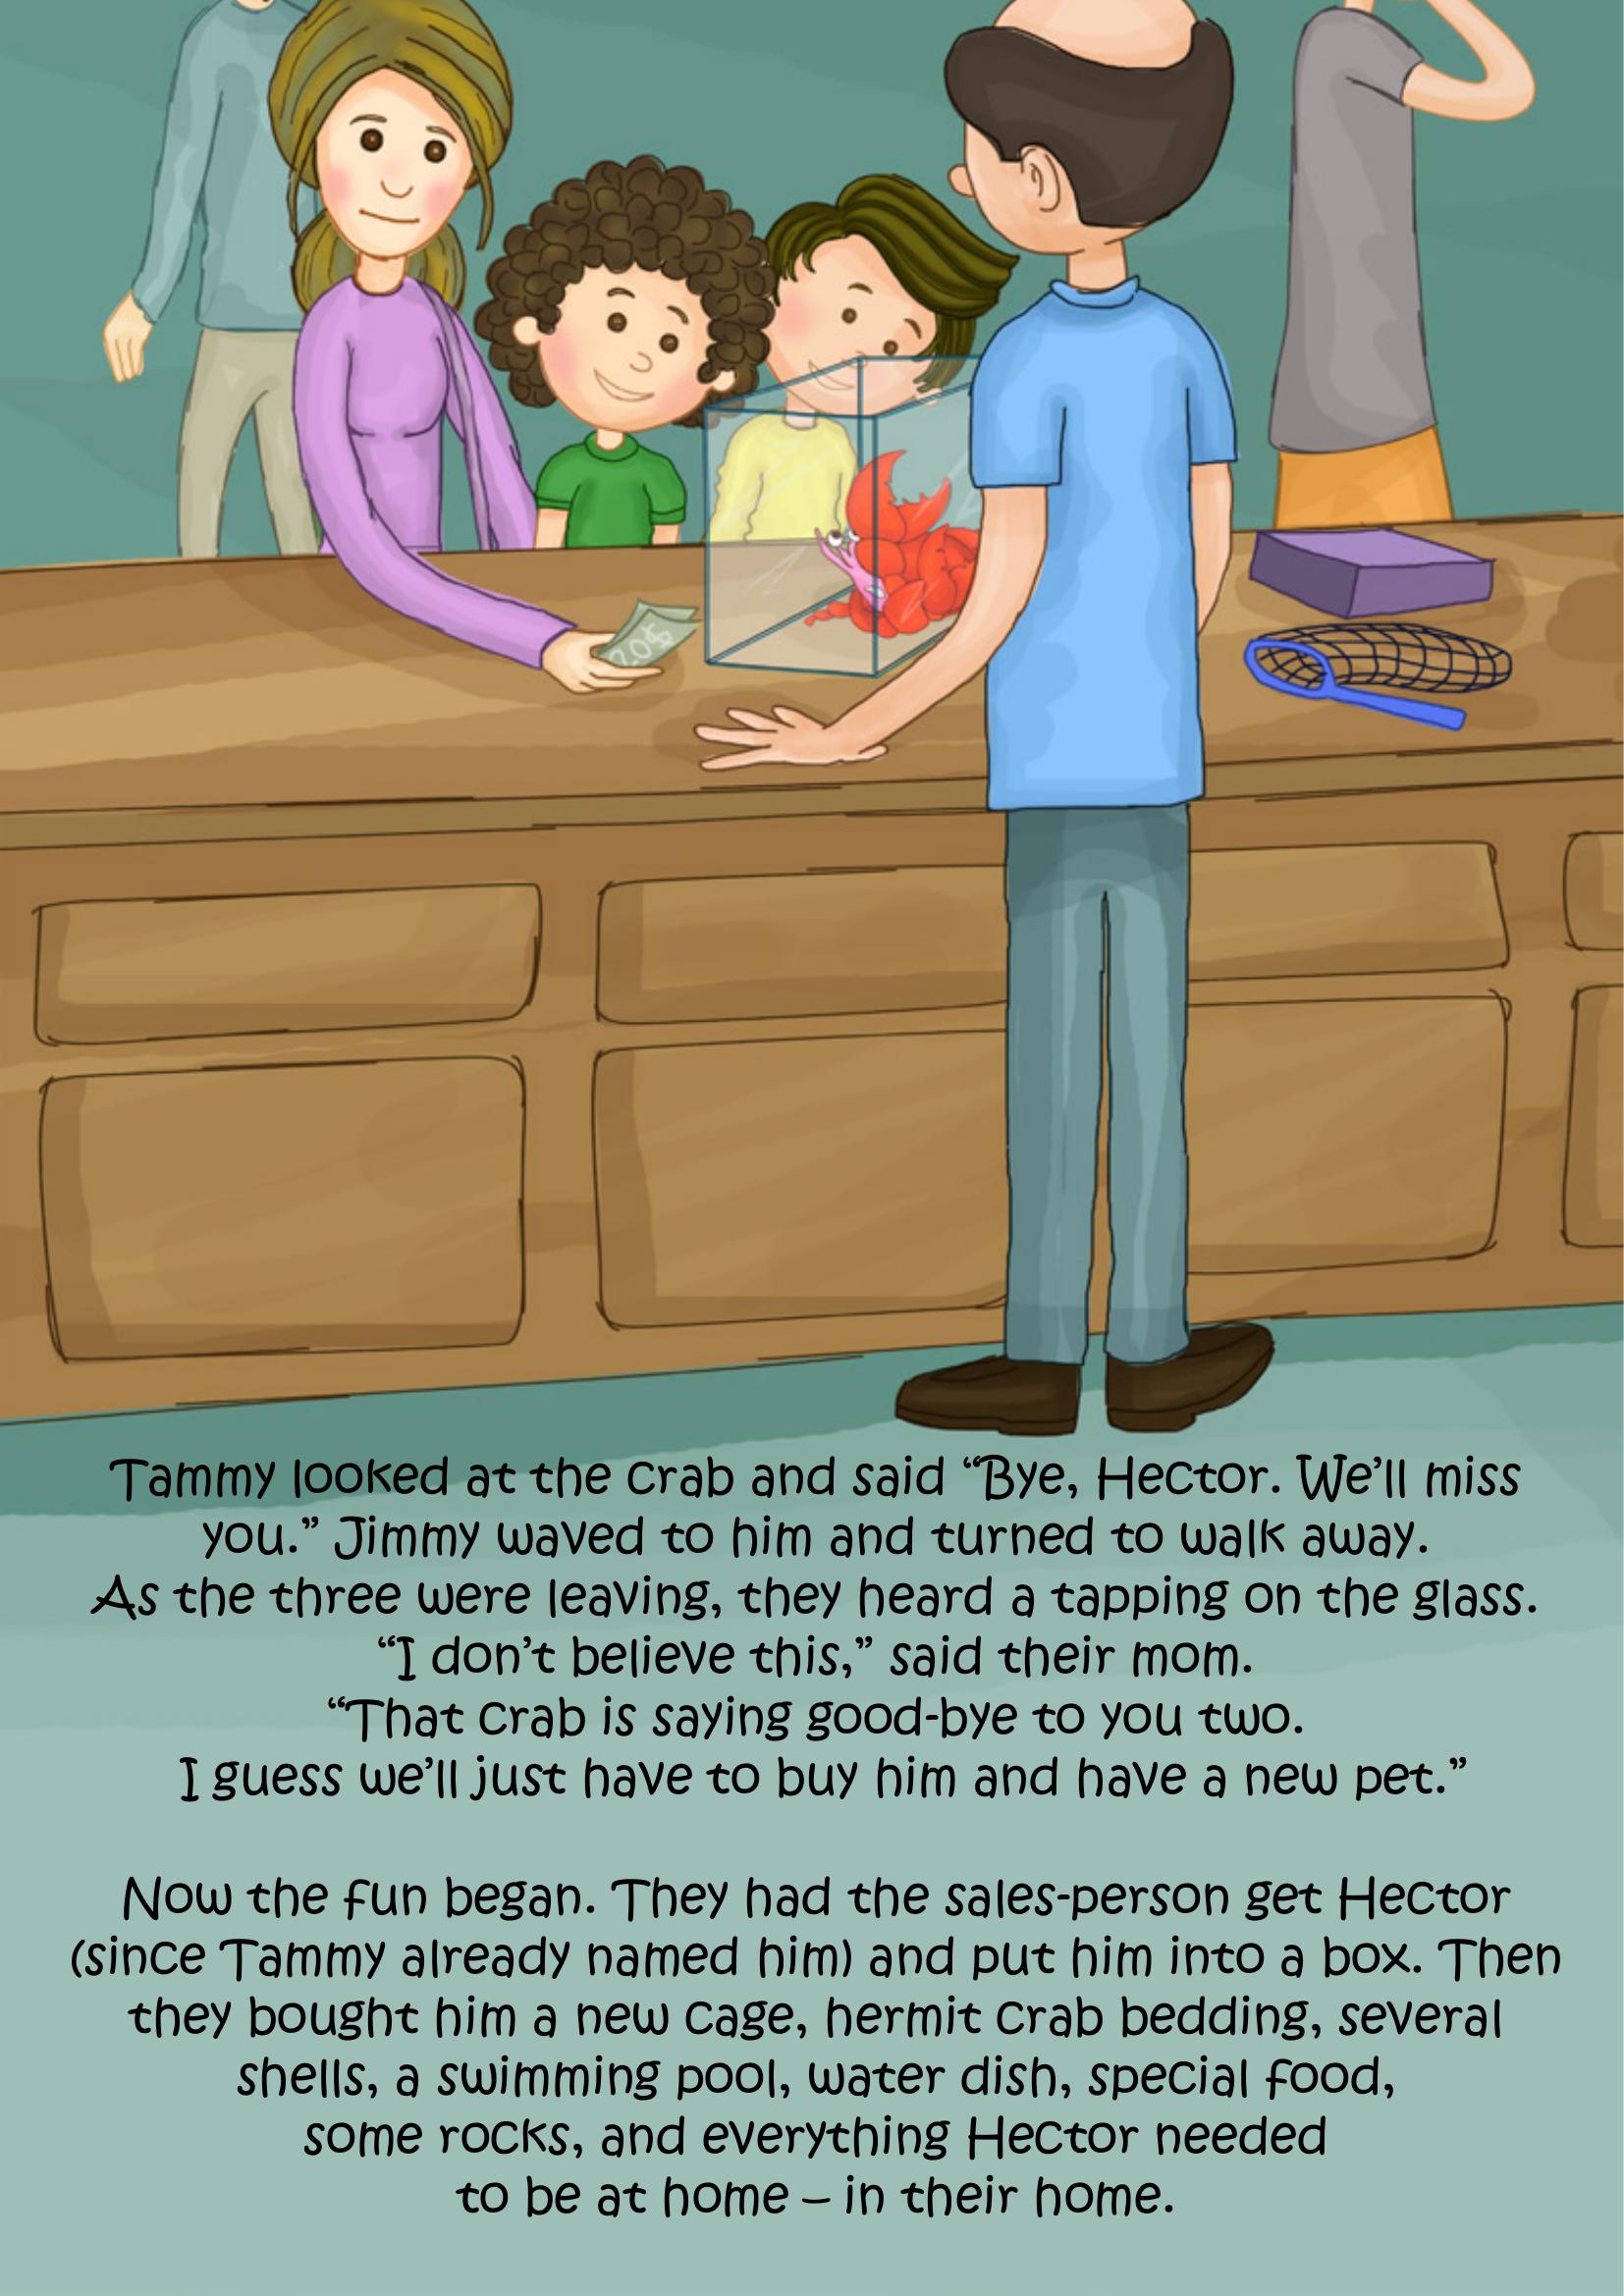 20$
Tammy looked at the crab and said “Bye, Hector. We’ll miss
you.” Jimmy waved to him and turned to walk away.
As the three were leaving, they heard a tapping on the glass.
“I don’t believe this,” said their mom.
“That crab is saying good-bye to you two.
I guess we’ll just have to buy him and have a new pet.”
Now the fun began. They had the sales-person get Hector
(since Tammy already named him) and put him into a box. Then
they bought him a new cage, hermit crab bedding, several
shells, a swimming pool, water dish, special food,
some rocks, and everything Hector needed
to be at home – in their home.